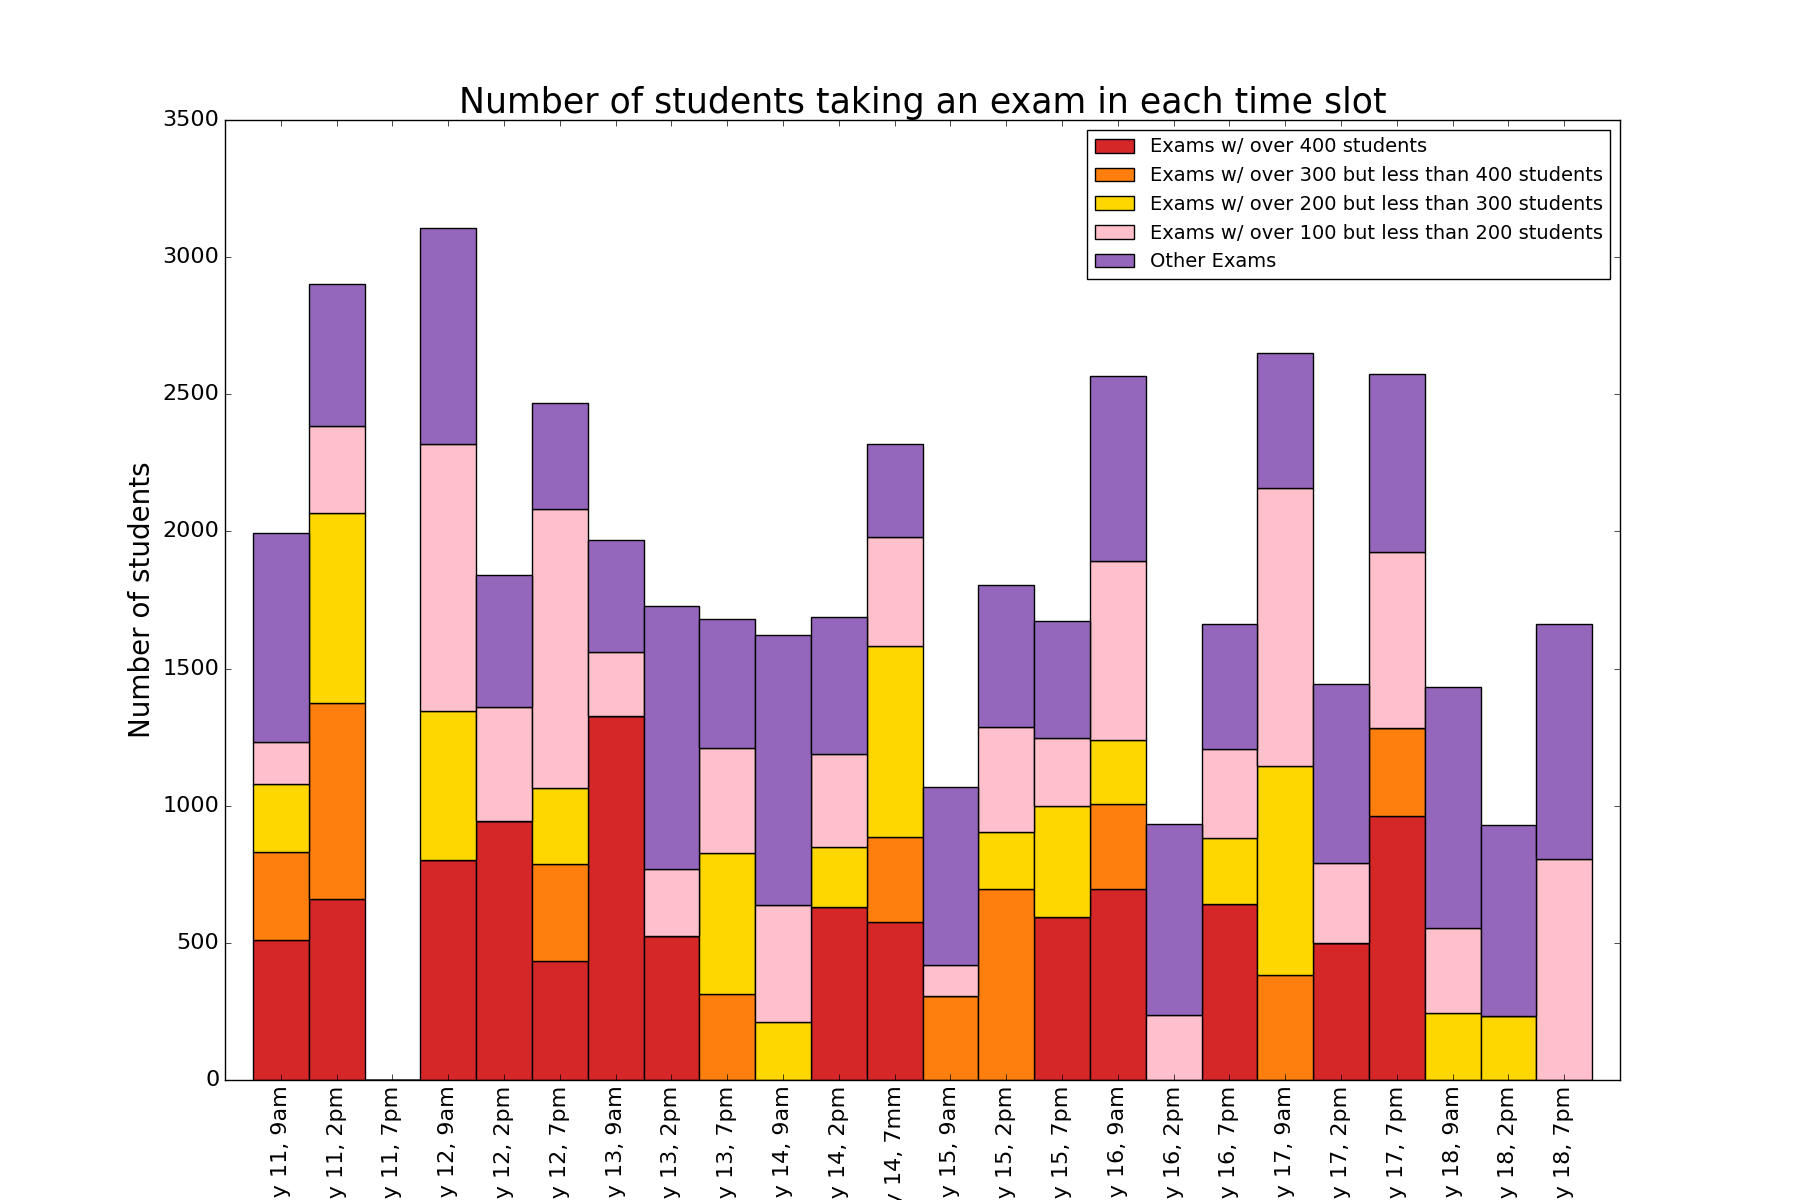 Number of students taking an exam in each time slot
Exams w/ over 400 students
Exams w/ over 300 but less than 400 students
Exams w/ over 200 but less than 300 students
Exams w/ over 100 but less than 200 students
Other Exams
Number of students
3500
3000
2500
2000
1500
1000
500
0
y 11, 9am
y 11, 2pm
y 11, 7pm
y 12, 9am
y 12, 2pm
y 12, 7pm
y 13, 9am
y 13, 2pm
y 13, 7pm
y 14, 9am
y 14, 2pm
y 14, 7mm
y 15, 9am
y 15, 2pm
y 15, 7pm
y 16, 9am
y 16, 2pm
y 16, 7pm
y 17, 9am
y 17, 2pm
y 17, 7pm
y 18, 9am
y 18, 2pm
y 18, 7pm